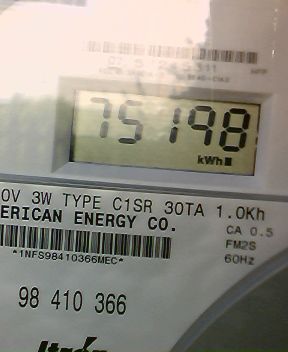 75198
kWh
0V 3W TYPE C1SR 30TA 1.0Kh
ERICAN ENERGY CO.
CA 0.5
FM2S
60Hz
*1NFS98410366MEC*
98 410 366
Itrón